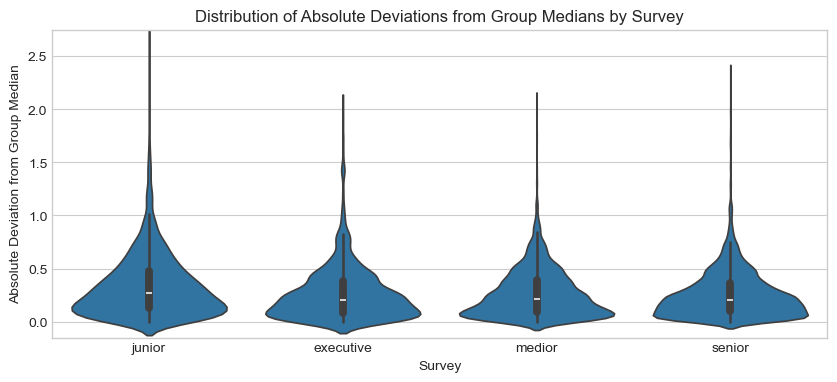 Distribution of Absolute Deviations from Group Medians by Survey
Absolute Deviation from Group Median
2.5
2.0
1.5
1.0
0.5
0.0
junior executive medior senior
Survey